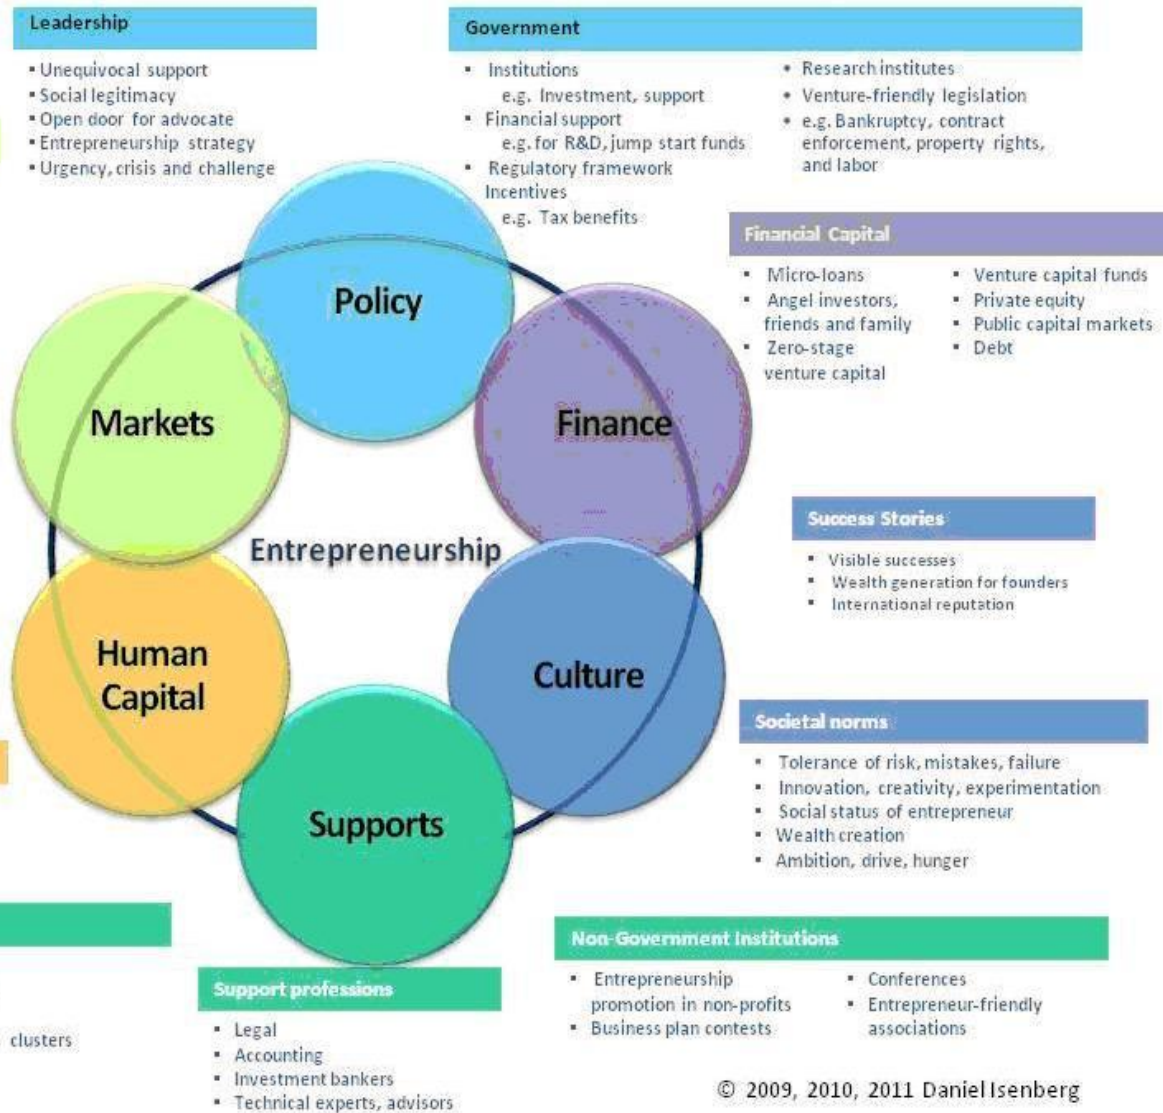 Leadership
▪ Unequivocal support
▪ Social legitimacy
▪ Open door for advocate
▪ Entrepreneurship strategy
▪ Urgency, crisis and challenge
Government
▪ Institutions
e.g. Investment, support
▪ Financial support
e.g. for R&D, jump start funds
▪ Regulatory framework
Incentives
e.g. Tax benefits
• Research institutes
• Venture-friendly legislation
• e.g. Bankruptcy, contract
enforcement, property rights,
and labor
Financial Capital
▪ Micro-loans
▪ Angel investors,
friends and family
▪ Zero-stage
venture capital
▪ Venture capital funds
▪ Private equity
▪ Public capital markets
▪ Debt
Policy
Markets
Finance
Entrepreneurship
Human
Capital
Culture
Supports
Success Stories
▪ Visible successes
▪ Wealth generation for founders
▪ International reputation
Societal norms
▪ Tolerance of risk, mistakes, failure
▪ Innovation, creativity, experimentation
▪ Social status of entrepreneur
▪ Wealth creation
▪ Ambition, drive, hunger
Non-Government Institutions
▪ Entrepreneurship
promotion in non-profits
▪ Business plan contests
▪ Conferences
▪ Entrepreneur-friendly
associations
clusters
Support professions
▪ Legal
▪ Accounting
▪ Investment bankers
▪ Technical experts, advisors
© 2009, 2010, 2011 Daniel Isenberg